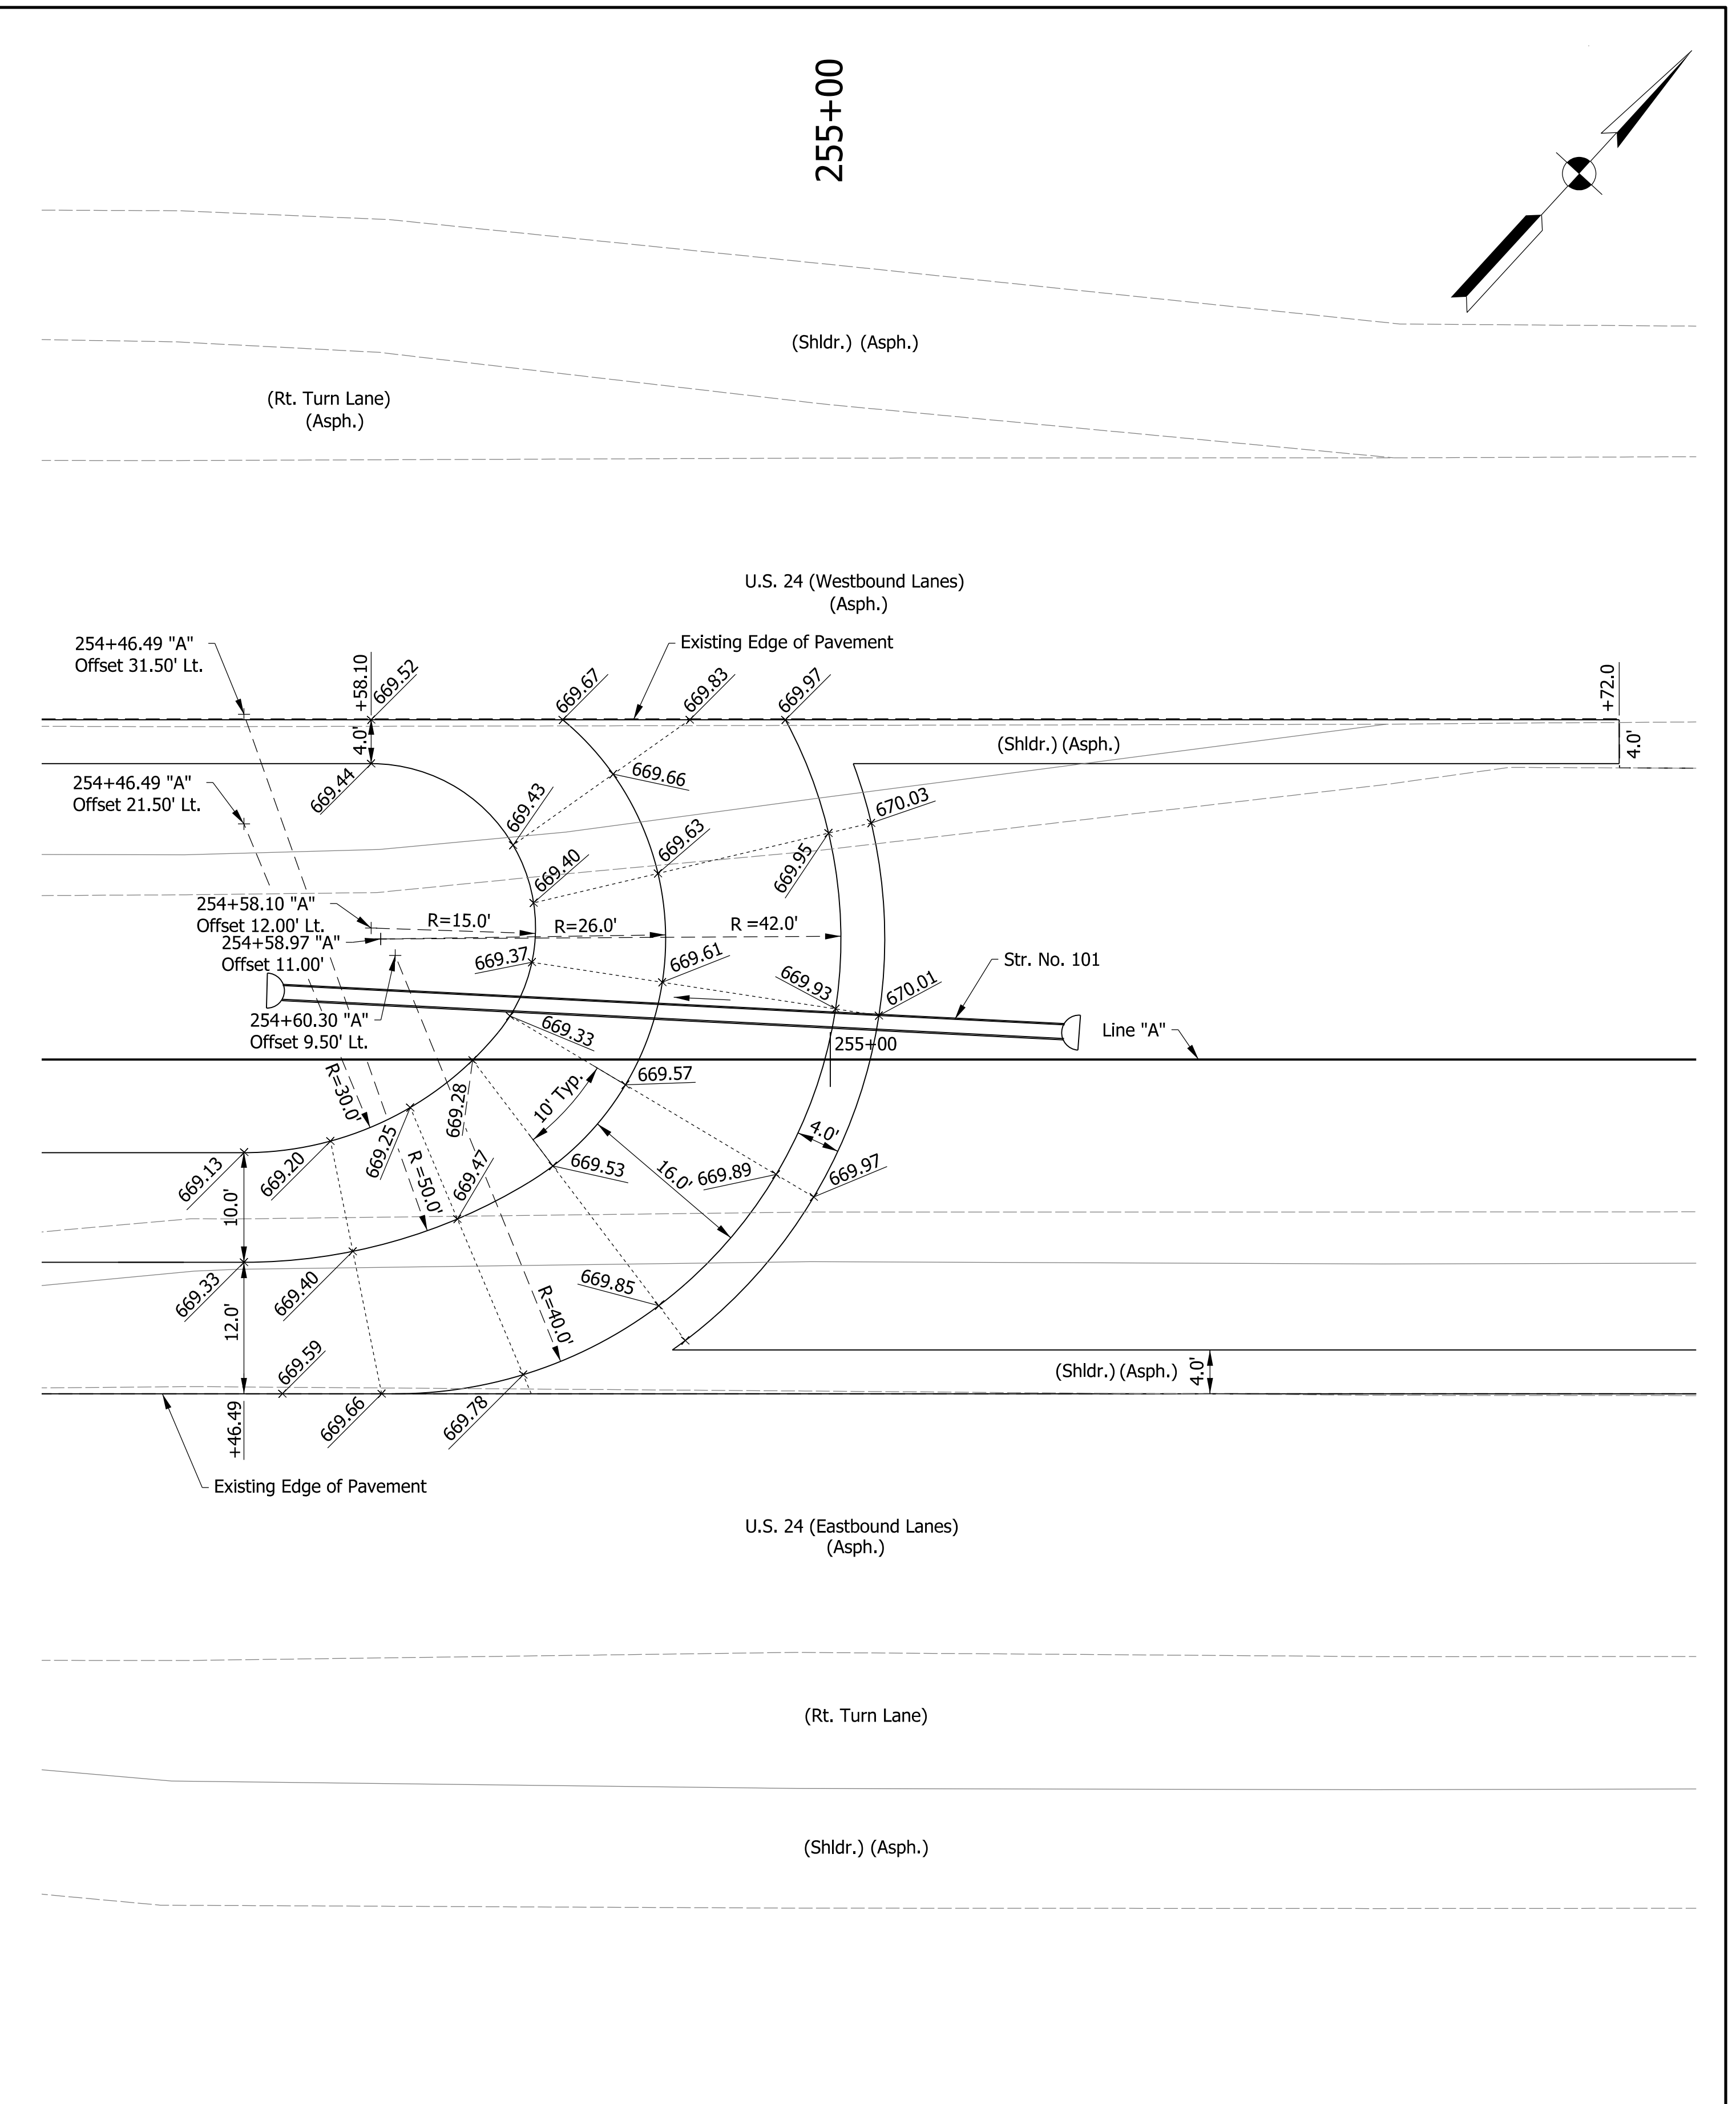 255+00
(Shldr.) (Asph.)
(Rt. Turn Lane)
(Asph.)
U.S. 24 (Westbound Lanes)
(Asph.)
254+46.49 "A"
Offset 31.50' Lt.
+58.10
669.52
4.0'
669.67
Existing Edge of Pavement
669.83
669.97
+72.0
4.0'
(Shldr.) (Asph.)
254+46.49 "A"
Offset 21.50' Lt.
669.44
669.43
669.66
670.03
669.40
669.63
669.95
254+58.10 "A"
Offset 12.00' Lt.
R=15.0'
R=26.0'
R =42.0'
254+58.97 "A"
Offset 11.00'
669.37
669.61
669.93
670.01
Str. No. 101
254+60.30 "A"
Offset 9.50' Lt.
669.33
255+00
Line "A"
R=30.0'
669.28
10' Typ.
669.57
669.25
4.0'
669.13
669.20
R =50.0'
669.47
669.53
16.0'
669.89
669.97
10.0'
669.33
669.40
12.0'
R=40.0'
669.85
669.59
(Shldr.) (Asph.)
4.0'
+46.49
669.66
669.78
Existing Edge of Pavement
U.S. 24 (Eastbound Lanes)
(Asph.)
(Rt. Turn Lane)
(Shldr.) (Asph.)